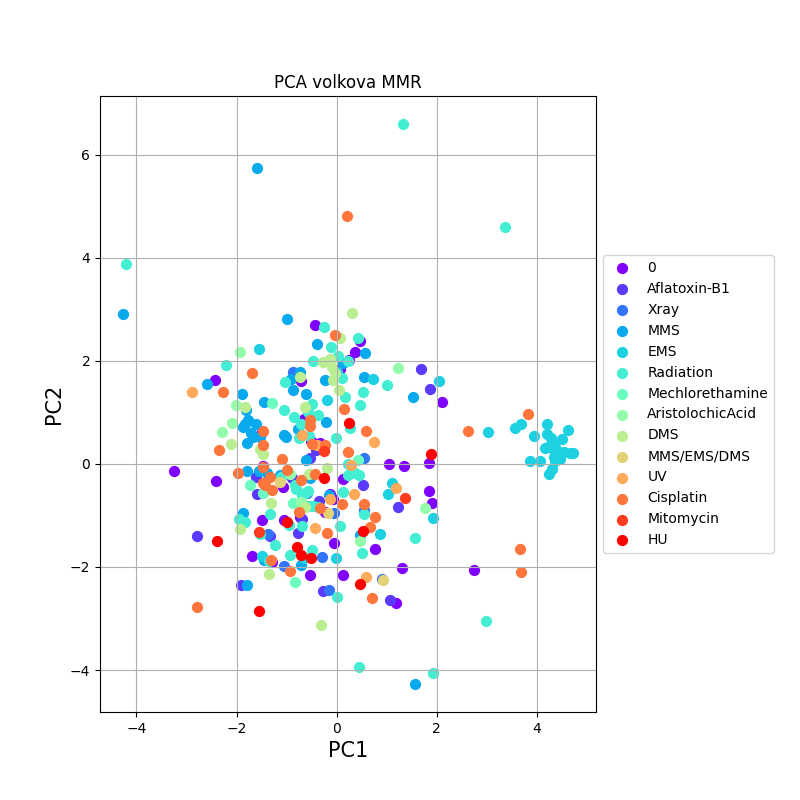 PCA volkova MMR
6
4
2
0
−2
−4
PC2
−4
−2
0
2
4
PC1
0
Aflatoxin-B1
Xray
MMS
EMS
Radiation
Mechlorethamine
AristolochicAcid
DMS
MMS/EMS/DMS
UV
Cisplatin
Mitomycin
HU